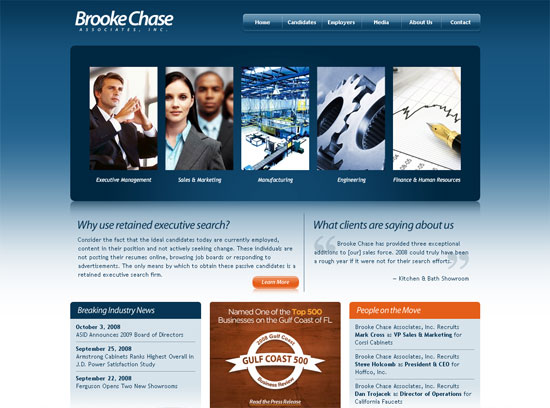 Brooke Chase
ASSOCIATES, INC.
Home Candidates Employers Media About Us Contact
Executive Management Sales & Marketing Manufacturing Engineering Finance & Human Resources
Why use retained executive search?
Consider the fact that the ideal candidates today are currently employed,
content in their position and not actively seeking change. These individuals are
not posting their resumes online, browsing job boards or responding to
advertisements. The only means by which to obtain these passive candidates is a
retained executive search firm.
Learn More
What clients are saying about us
“ Brooke Chase has provided three exceptional
additions to [our] sales force. 2008 could truly have been
a rough year if it were not for their search efforts. ”
— Kitchen & Bath Showroom
Breaking Industry News
October 3, 2008
ASID Announces 2009 Board of Directors
September 25, 2008
Armstrong Cabinets Ranks Highest Overall in
J.D. Power Satisfaction Study
September 22, 2008
Ferguson Opens Two New Showrooms
Named One of the Top 500
Businesses on the Gulf Coast of FL
2008 Gulf Coast
GULF COAST 500
Business Review
Read the Press Release
People on the Move
Brooke Chase Associates, Inc. Recruits
Mark Cross as VP Sales & Marketing for
Corsi Cabinets
Brooke Chase Associates, Inc. Recruits
Steve Holcomb as President & CEO for
Hoffco, Inc.
Brooke Chase Associates, Inc. Recruits
Dan Trojacek as Director of Operations for
California Faucets